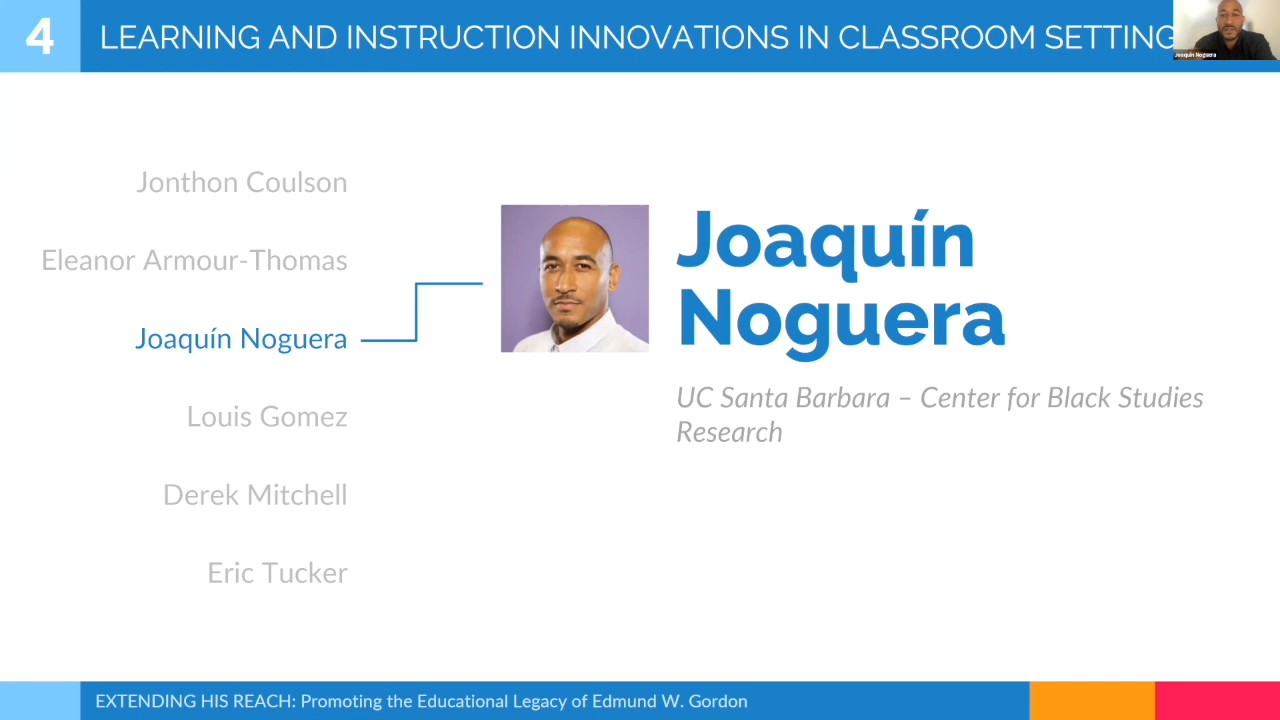 4
LEARNING AND INSTRUCTION INNOVATIONS IN CLASSROOM SETTING
Joaquín Noguera
Jonthon Coulson
Eleanor Armour-Thomas
Joaquín Noguera
Louis Gomez
Derek Mitchell
Eric Tucker
Joaquín
Noguera
UC Santa Barbara – Center for Black Studies
Research
EXTENDING HIS REACH: Promoting the Educational Legacy of Edmund W. Gordon